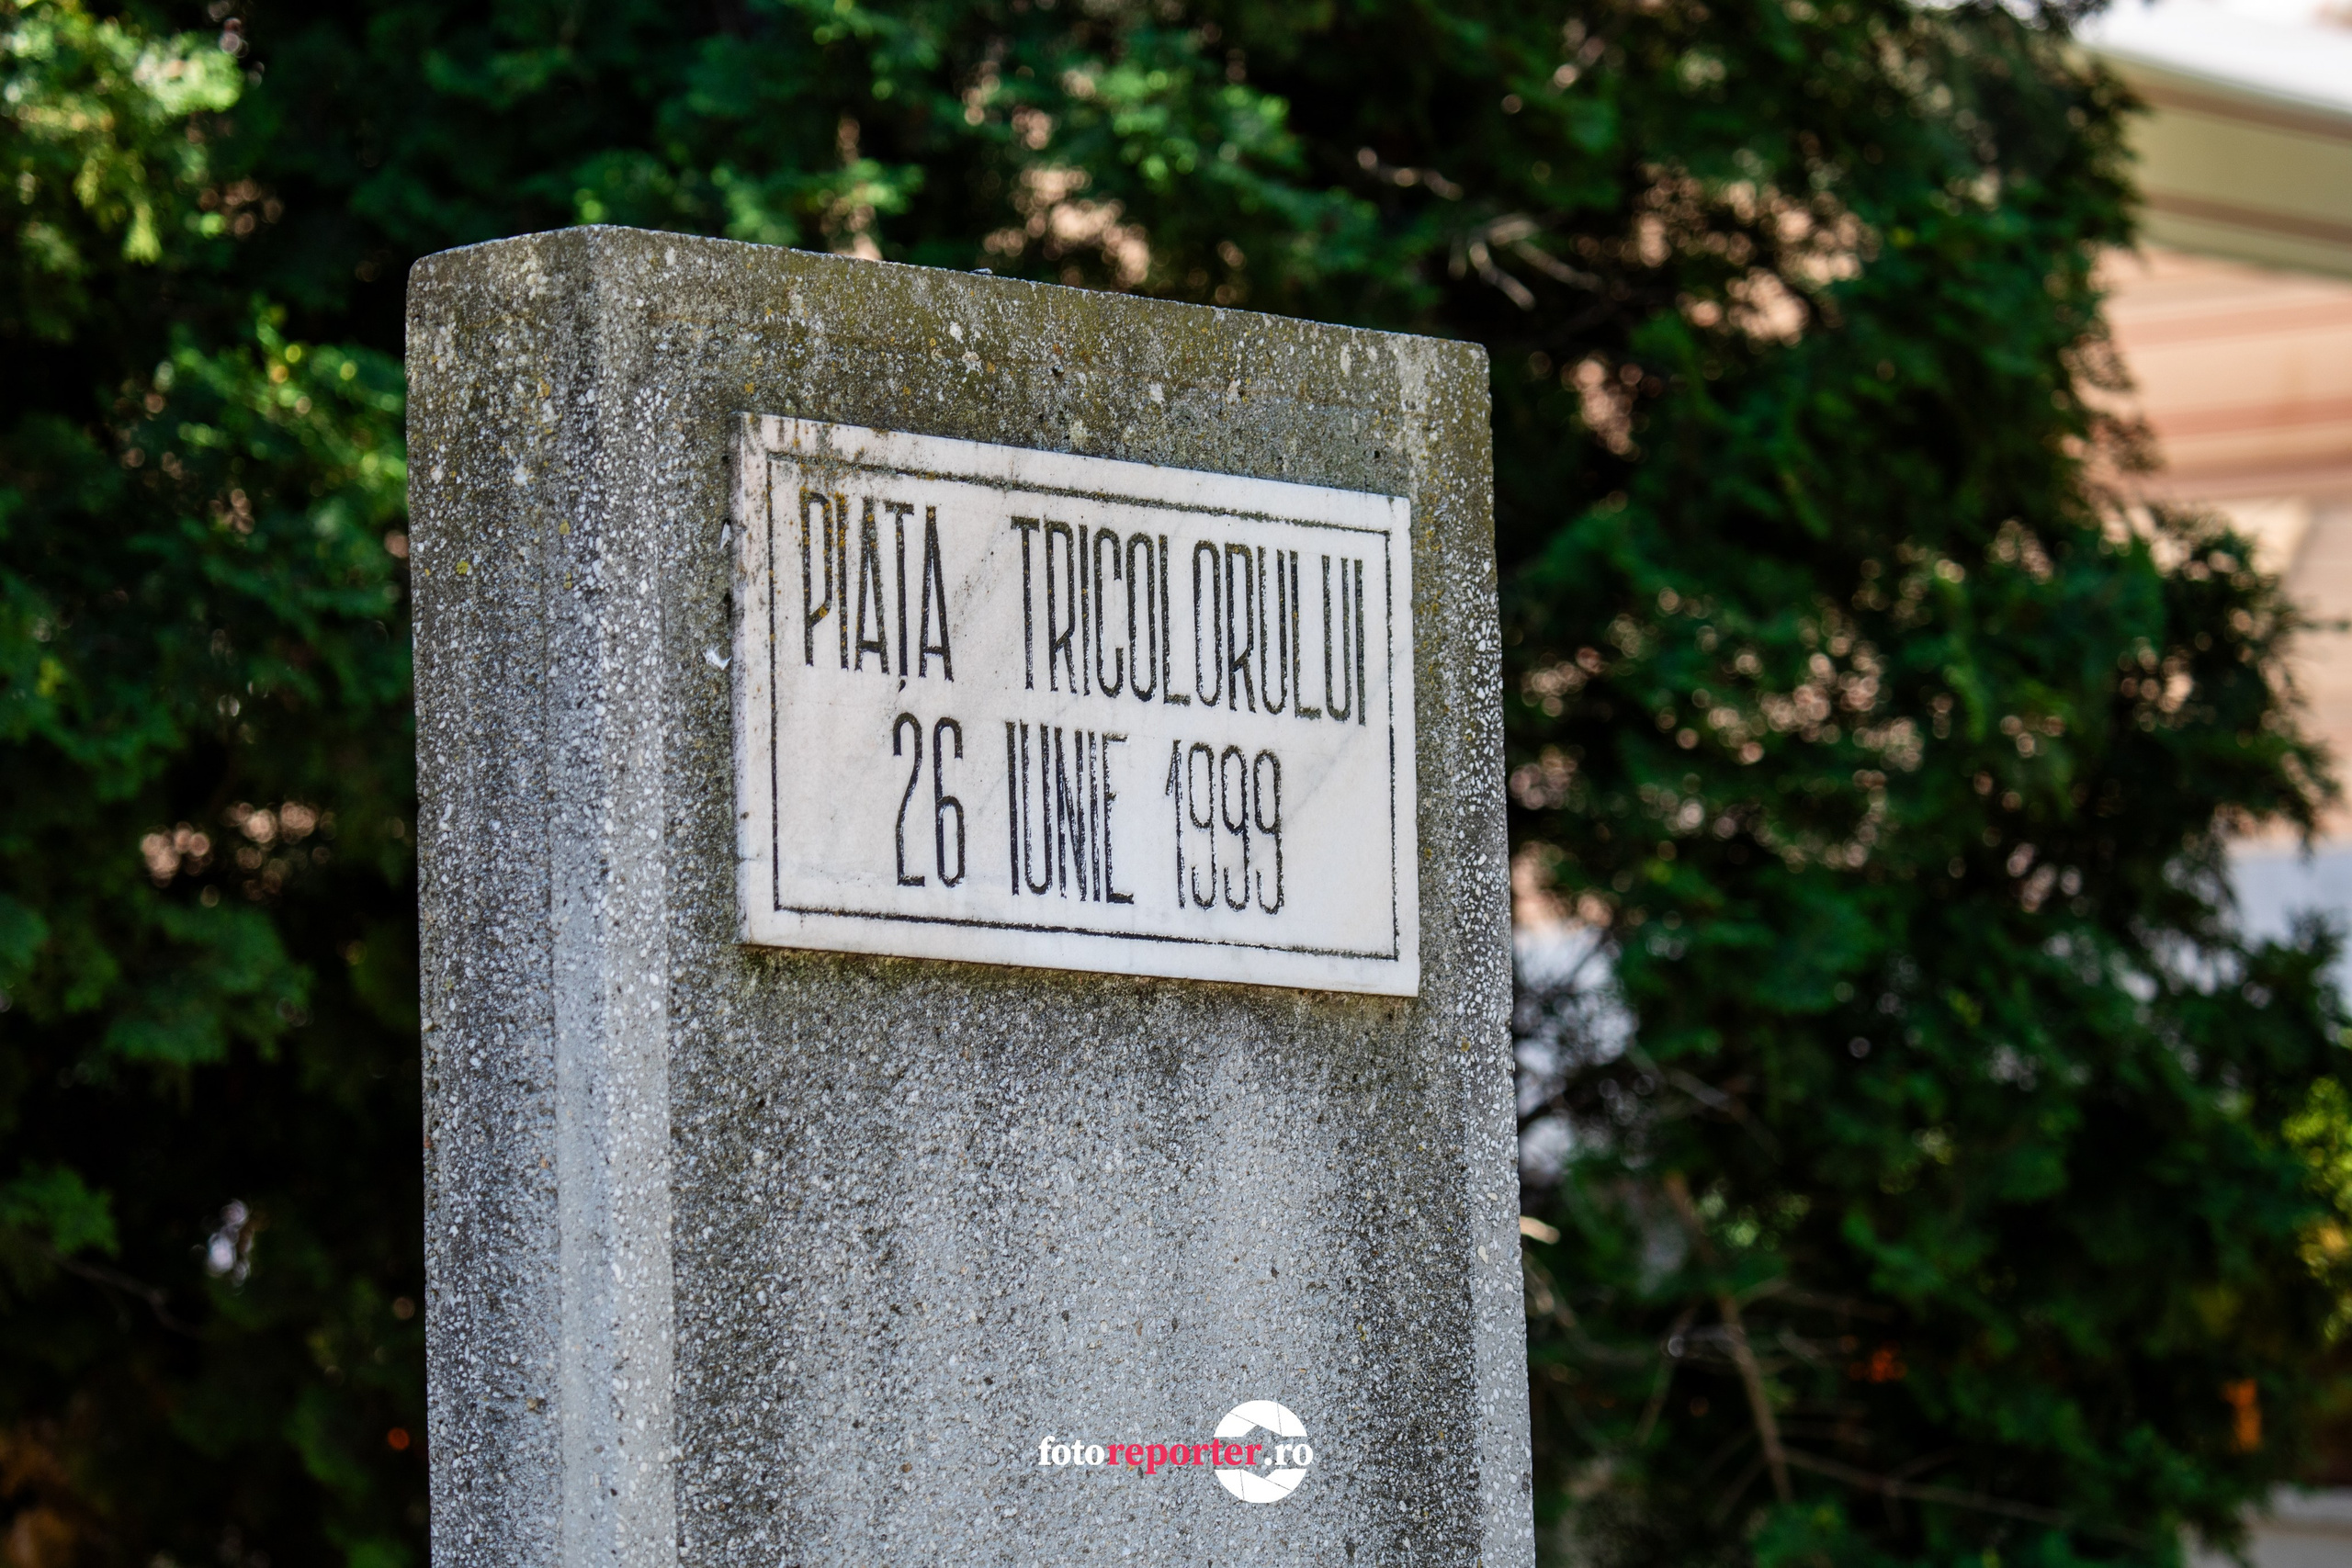 PIAȚA TRICOLORULUI
26 IUNIE 1999
fotoreporter.ro